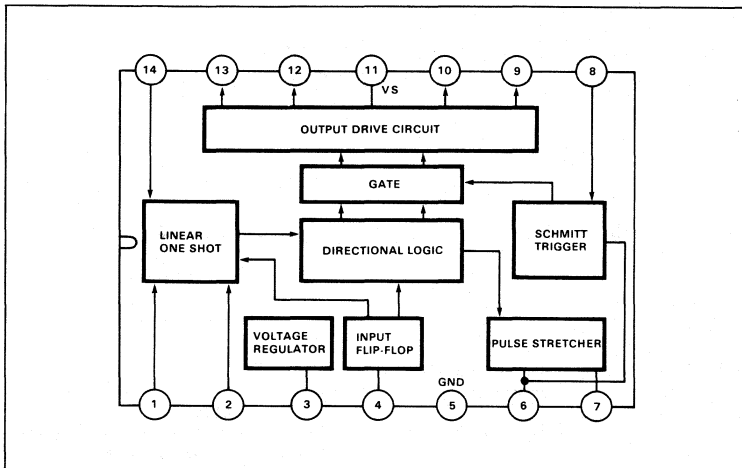 14 13 12 11 10 9 8
VS
OUTPUT DRIVE CIRCUIT
GATE
LINEAR
ONE SHOT
DIRECTIONAL LOGIC
SCHMITT
TRIGGER
VOLTAGE
REGULATOR
INPUT
FLIP-FLOP
PULSE STRETCHER
GND
1 2 3 4 5 6 7